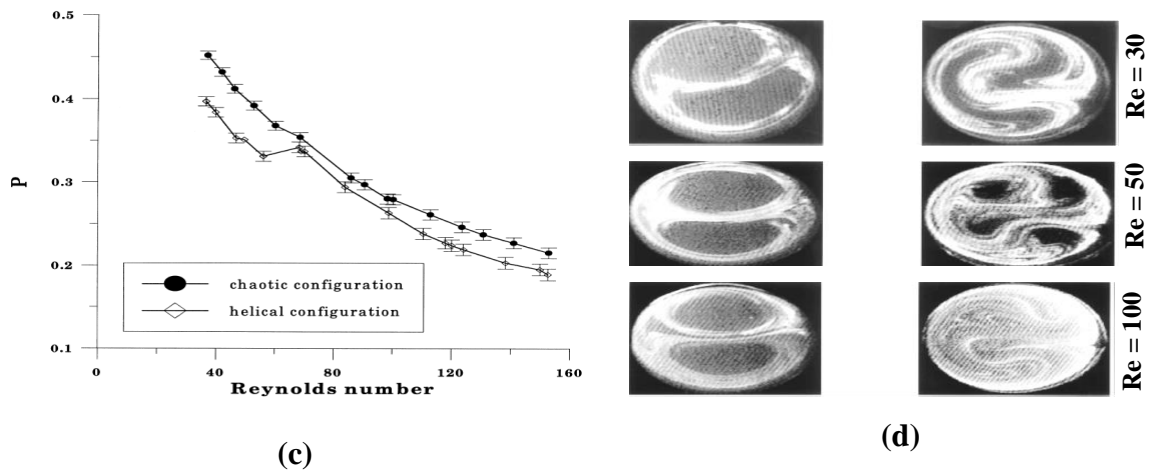 0.5
0.4
0.3
0.2
0.1
P
chaotic configuration
helical configuration
0
40
80
120
160
Reynolds number
(c)
Re = 30
Re = 50
Re = 100
(d)